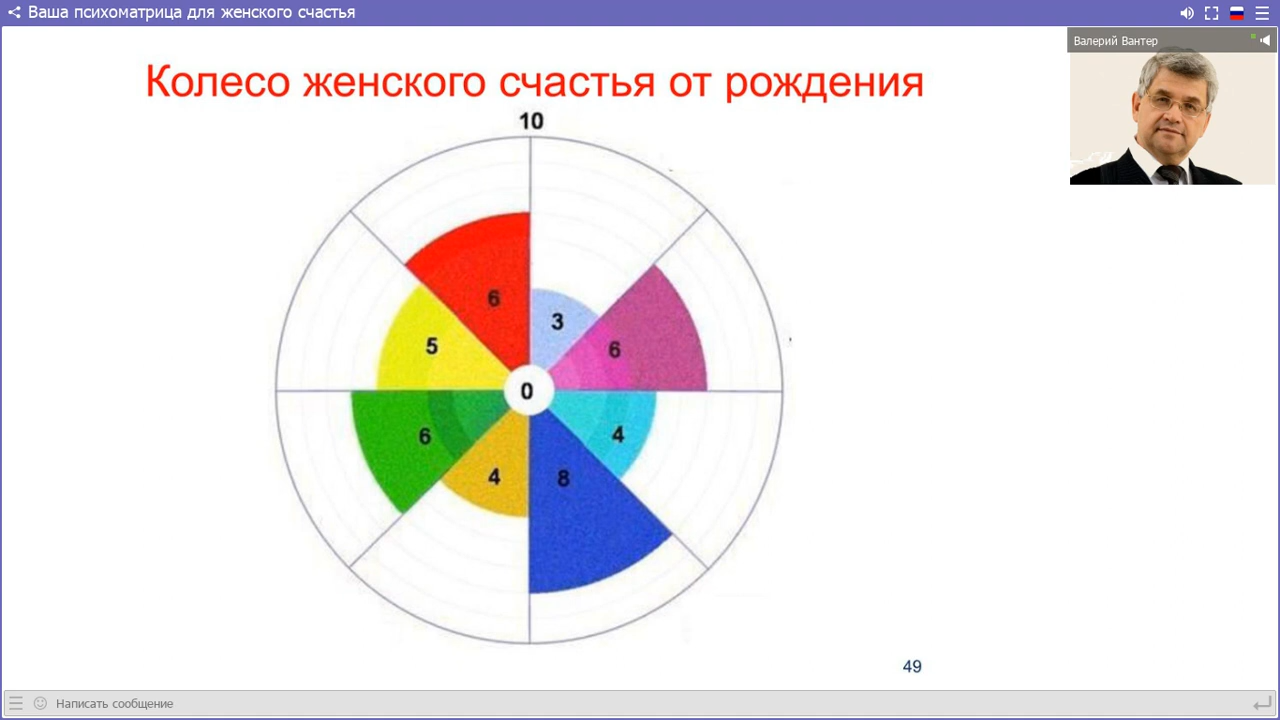 Ваша психоматрица для женского счастья
Валерий Вантер
Колесо женского счастья от рождения
10
6
3
5
6
0
6
4
4
8
49
Написать сообщение